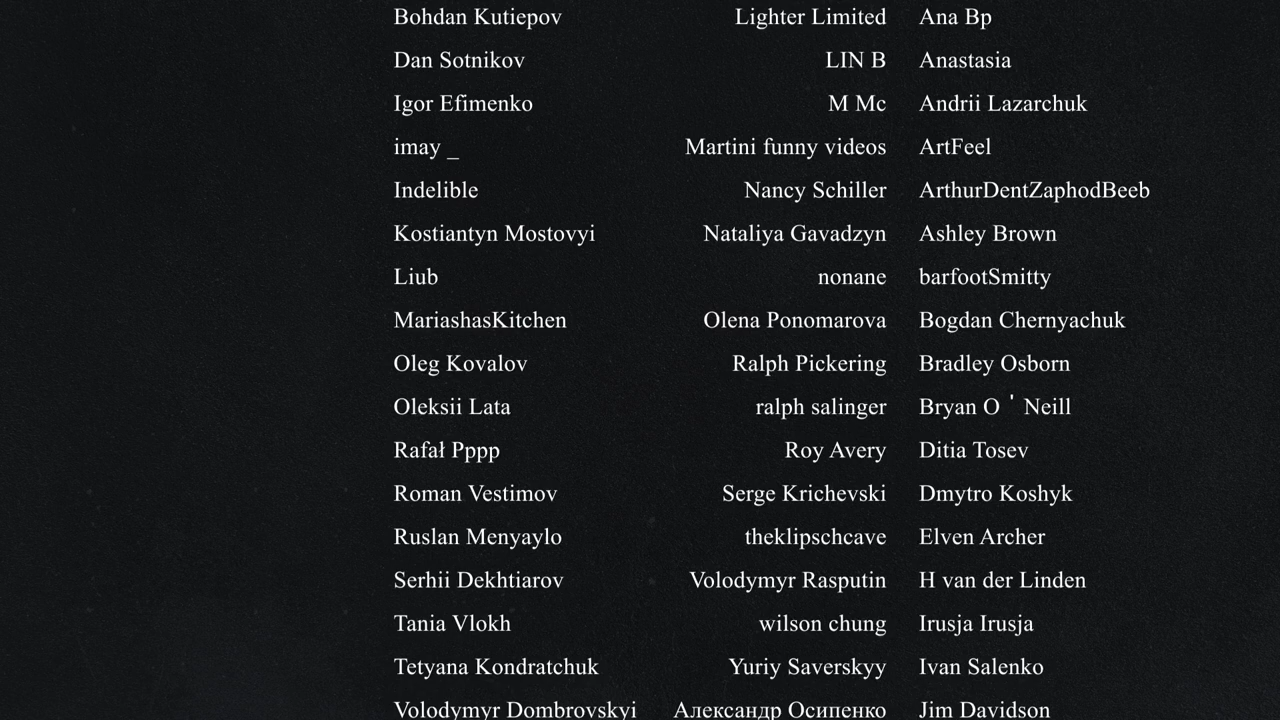 Bohdan Kutiepov
Dan Sotnikov
Igor Efimenko
imay _
Indelible
Kostiantyn Mostovyi
Liub
MariashasKitchen
Oleg Kovalov
Oleksii Lata
Rafał Pppp
Roman Vestimov
Ruslan Menyaylo
Serhii Dekhtiarov
Tania Vlokh
Tetyana Kondratchuk
Volodymyr Dombrovskyi
Lighter Limited
LIN B
M Mc
Martini funny videos
Nancy Schiller
Nataliya Gavadzyn
nonane
Olena Ponomarova
Ralph Pickering
ralph salinger
Roy Avery
Serge Krichevski
theklipschcave
Volodymyr Rasputin
wilson chung
Yuriy Saverskyy
Александр Осипенко
Ana Bp
Anastasia
Andrii Lazarchuk
ArtFeel
ArthurDentZaphodBeeb
Ashley Brown
barfootSmitty
Bogdan Chernyachuk
Bradley Osborn
Bryan O ' Neill
Ditia Tosev
Dmytro Koshyk
Elven Archer
H van der Linden
Irusja Irusja
Ivan Salenko
Jim Davidson